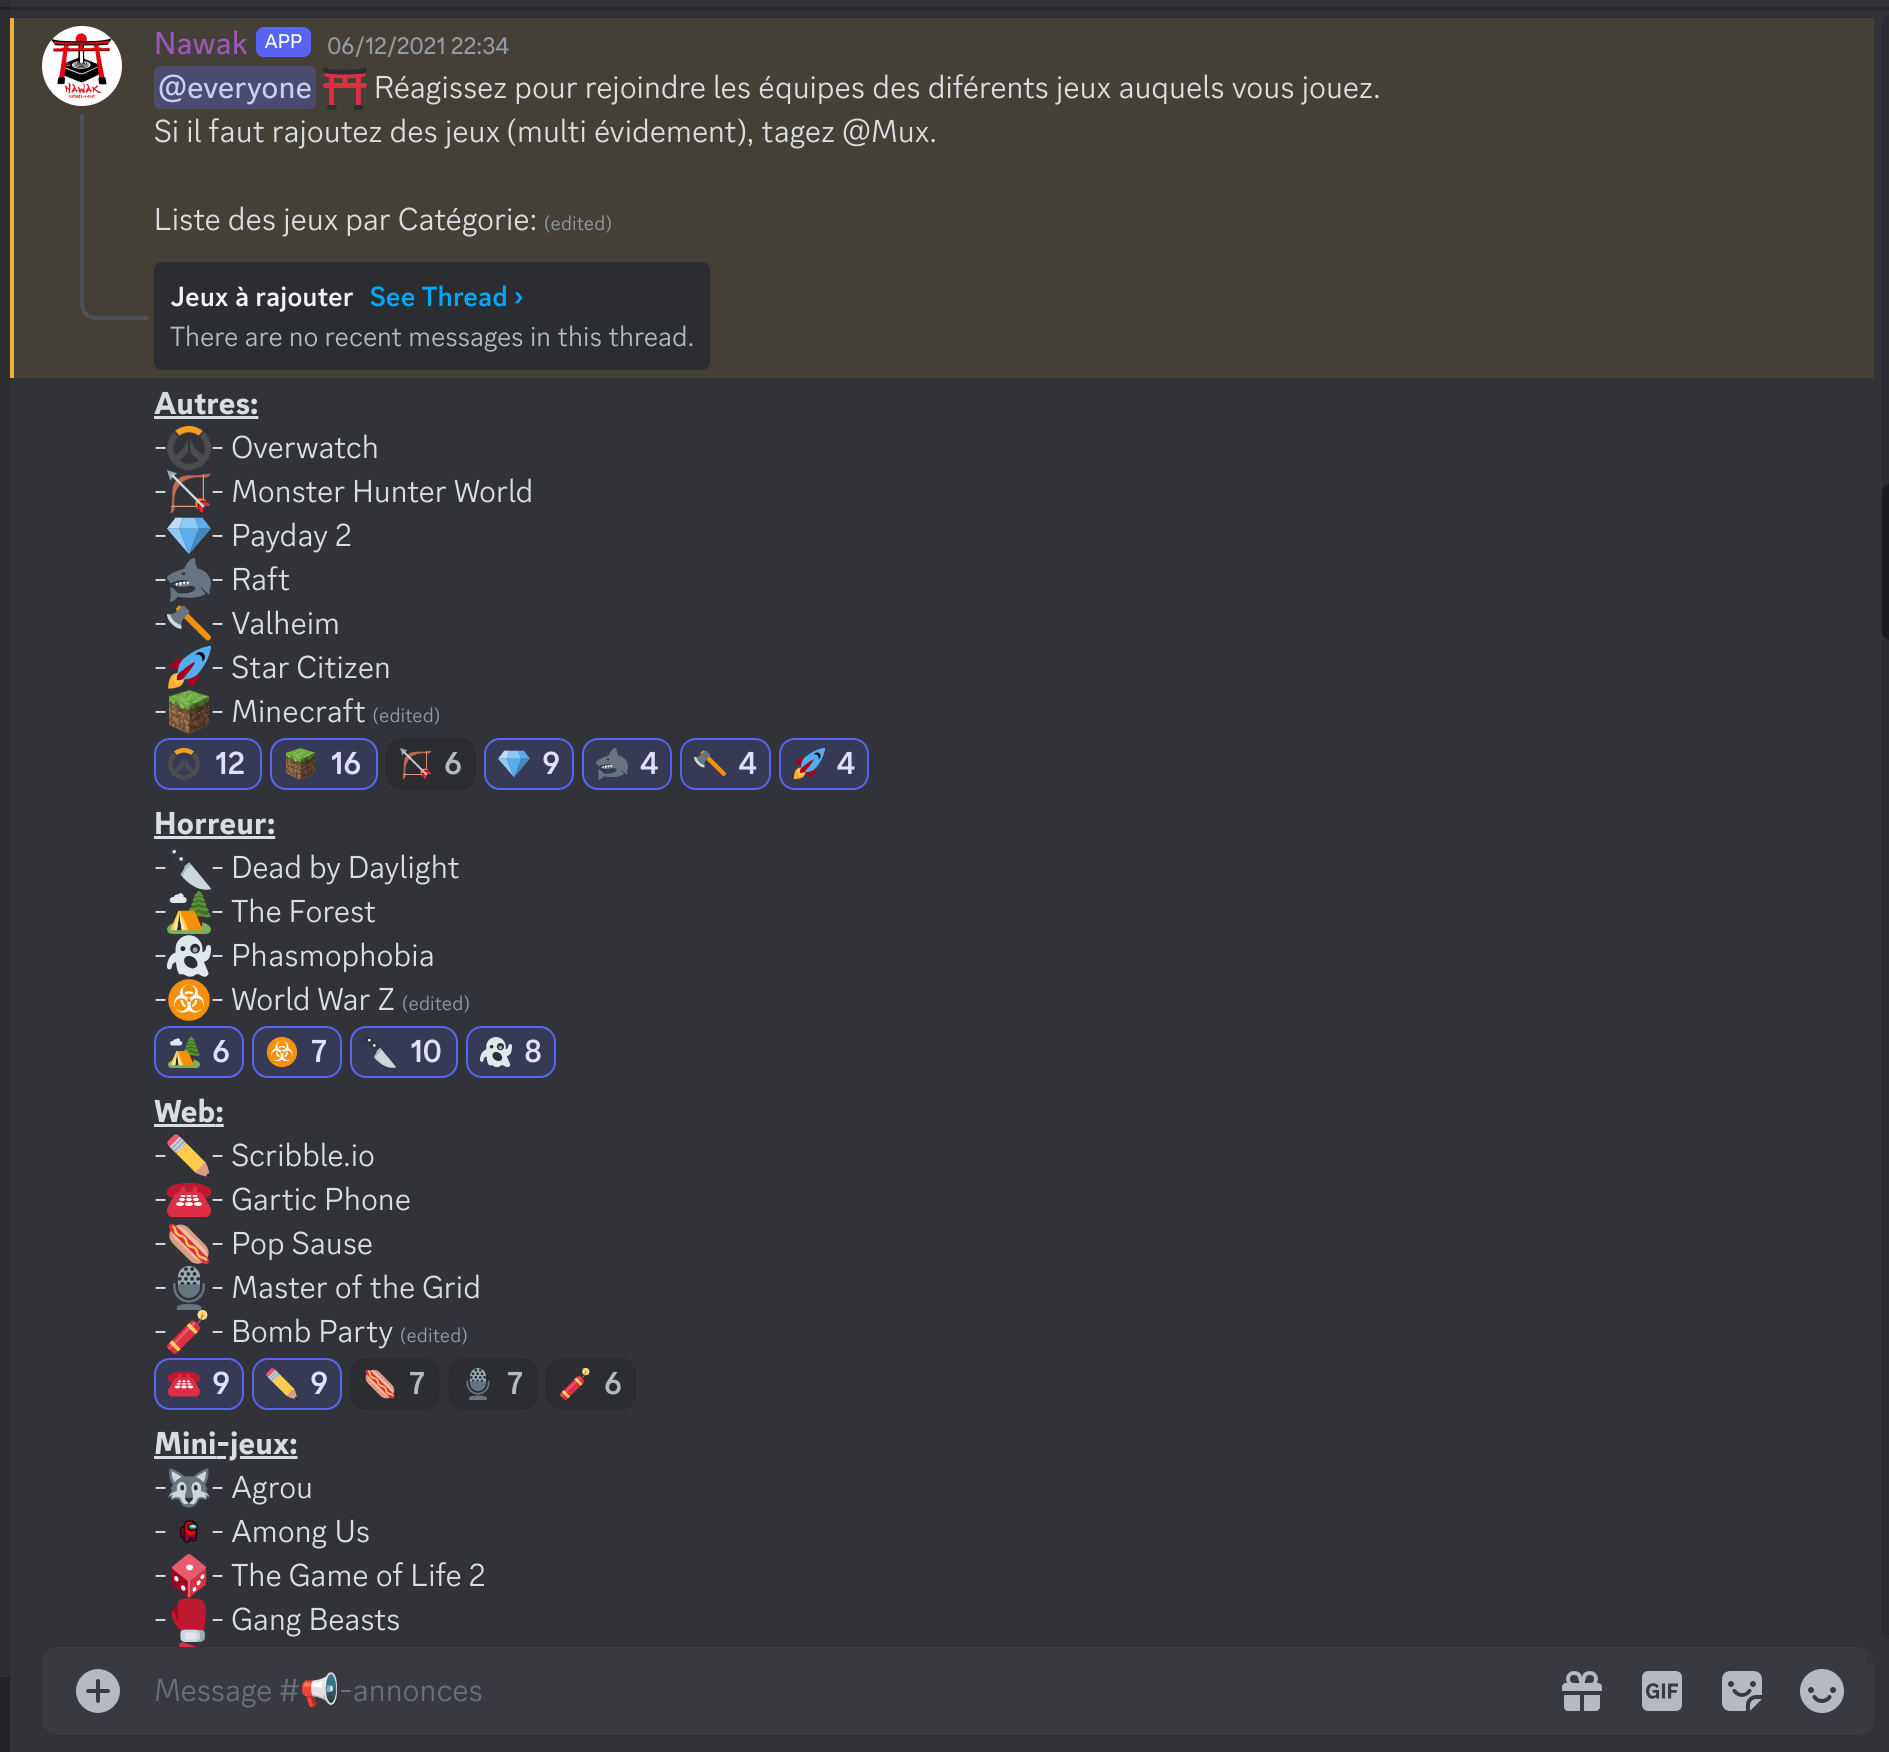 Nawak APP 06/12/2021 22:34
@everyone ⛩️ Réagissez pour rejoindre les équipes des diférents jeux auquels vous jouez.
Si il faut rajoutez des jeux (multi évidement), tagez @Mux.
Liste des jeux par Catégorie: (edited)
Jeux à rajouter See Thread ›
There are no recent messages in this thread.
Autres:
- - Overwatch
-🏹- Monster Hunter World
-💎- Payday 2
-🦈- Raft
-🪓- Valheim
-🚀- Star Citizen
- - Minecraft (edited)
12 16 6 9 4 4 4
Horreur:
-🔪- Dead by Daylight
-🏕️- The Forest
-👻- Phasmophobia
-☣️- World War Z (edited)
6 7 10 8
Web:
-✏️- Scribble.io
-☎️- Gartic Phone
-🌭- Pop Sause
-🎙️- Master of the Grid
-🧨- Bomb Party (edited)
9 9 7 7 6
Mini-jeux:
-🐺- Agrou
- - Among Us
-🎲- The Game of Life 2
-🥊- Gang Beasts
Message #📢-annonces
GIF